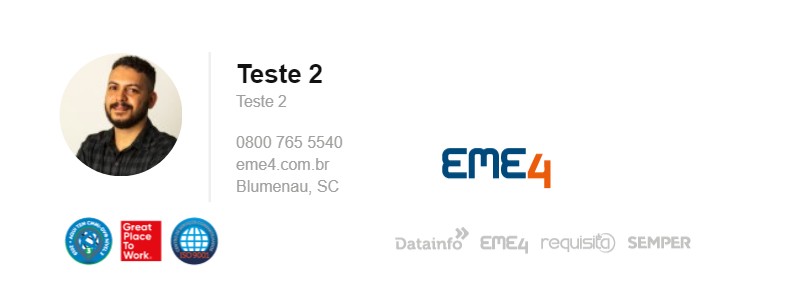 Teste 2
Teste 2
0800 765 5540
eme4.com.br
Blumenau, SC
EME4
Great
Place
To
Work.
ISO 9001
Datainfo EME4 requisita SEMPER